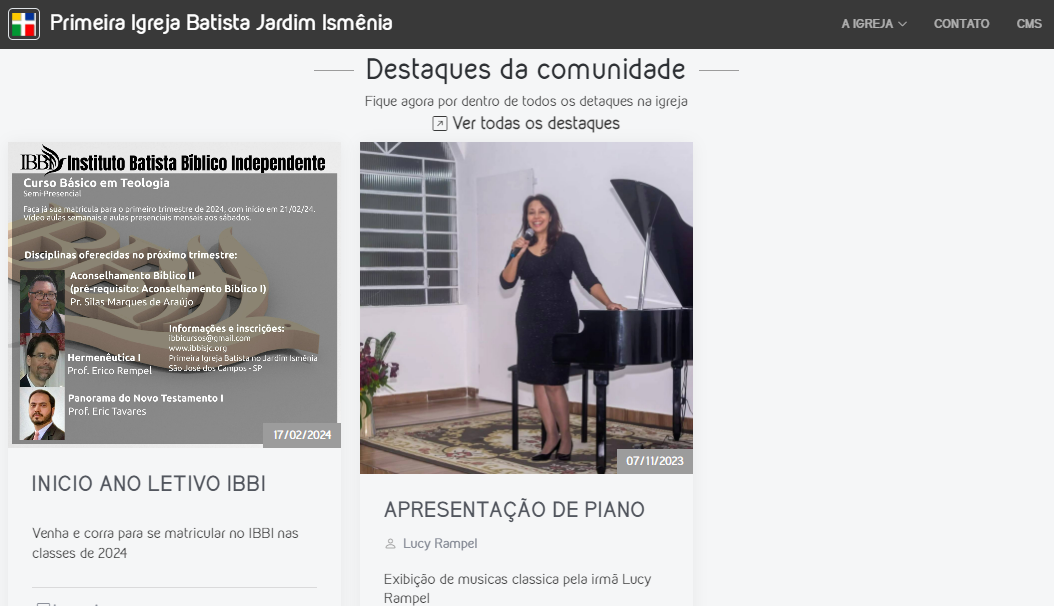 Primeira Igreja Batista Jardim Ismênia
A IGREJA
CONTATO
CMS
Destaques da comunidade
Fique agora por dentro de todos os detaques na igreja
Ver todas os destaques
IBBI Instituto Batista Bíblico Independente
Curso Básico em Teologia
Semi-Presencial
Faça já sua matrícula para o primeiro trimestre de 2024, com início em 21/02/24.
Vídeo aulas semanais e aulas presenciais mensais aos sábados.
Disciplinas oferecidas no próximo trimestre:
Aconselhamento Bíblico II
(pré-requisito: Aconselhamento Bíblico I)
Pr. Silas Marques de Araújo
Informações e inscrições:
ibbicursos@gmail.com
www.ibbisjc.org
Primeira Igreja Batista no Jardim Ismênia
São José dos Campos - SP
Hermenêutica I
Prof. Erico Rempel
Panorama do Novo Testamento I
Prof. Eric Tavares
17/02/2024
INICIO ANO LETIVO IBBI
Venha e corra para se matricular no IBBI nas
classes de 2024
07/11/2023
APRESENTAÇÃO DE PIANO
Lucy Rampel
Exibição de musicas classica pela irmã Lucy
Rampel